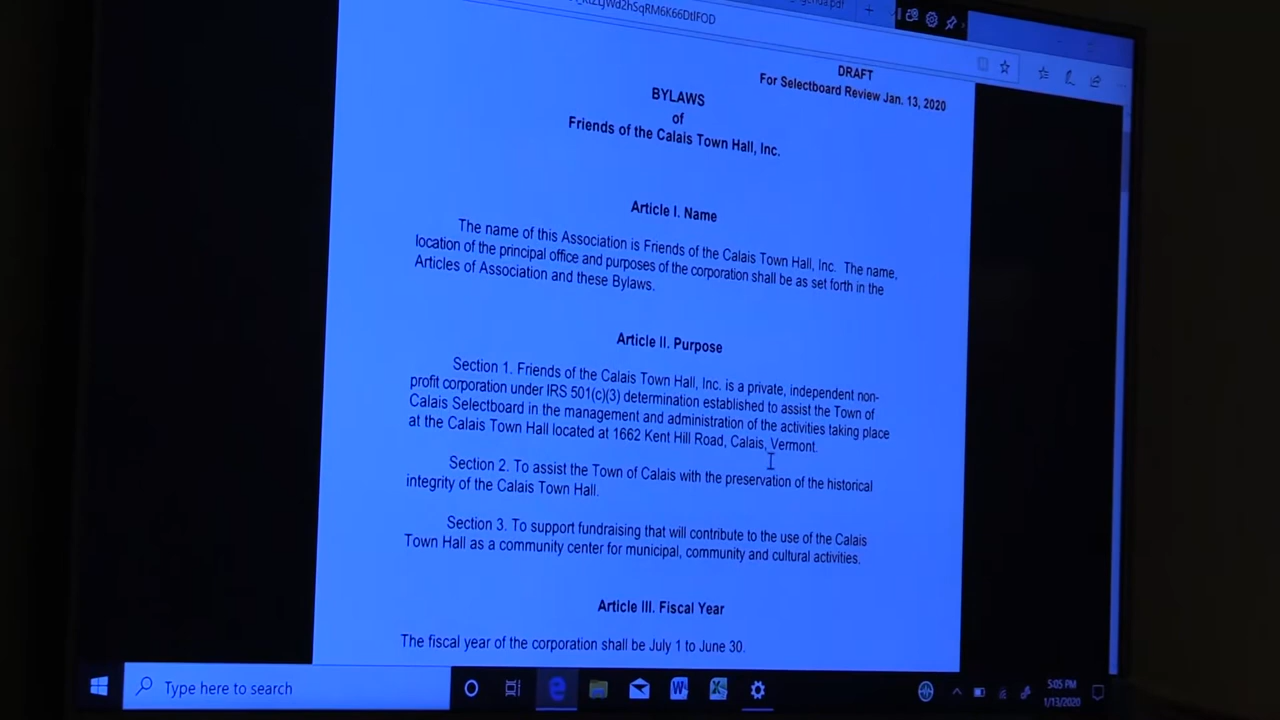 DRAFT
For Selectboard Review Jan. 13, 2020
BYLAWS
of
Friends of the Calais Town Hall, Inc.
Article I. Name
The name of this Association is Friends of the Calais Town Hall, Inc. The name,
location of the principal office and purposes of the corporation shall be as set forth in the
Articles of Association and these Bylaws.
Article II. Purpose
Section 1. Friends of the Calais Town Hall, Inc. is a private, independent non-
profit corporation under IRS 501(c)(3) determination established to assist the Town of
Calais Selectboard in the management and administration of the activities taking place
at the Calais Town Hall located at 1662 Kent Hill Road, Calais, Vermont.
Section 2. To assist the Town of Calais with the preservation of the historical
integrity of the Calais Town Hall.
Section 3. To support fundraising that will contribute to the use of the Calais
Town Hall as a community center for municipal, community and cultural activities.
Article III. Fiscal Year
The fiscal year of the corporation shall be July 1 to June 30.
Type here to search
5:05 PM
1/13/2020